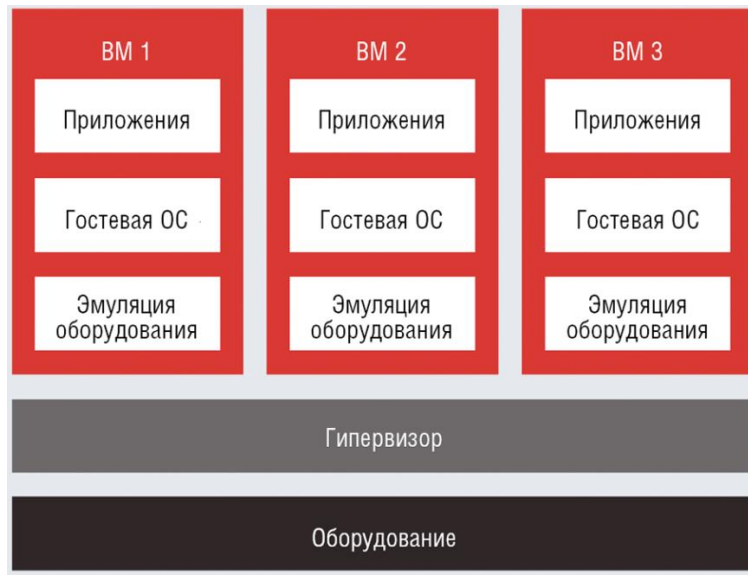 ВМ 1
Приложения
Гостевая ОС
Эмуляция
оборудования
ВМ 2
Приложения
Гостевая ОС
Эмуляция
оборудования
ВМ 3
Приложения
Гостевая ОС
Эмуляция
оборудования
Гипервизор
Оборудование